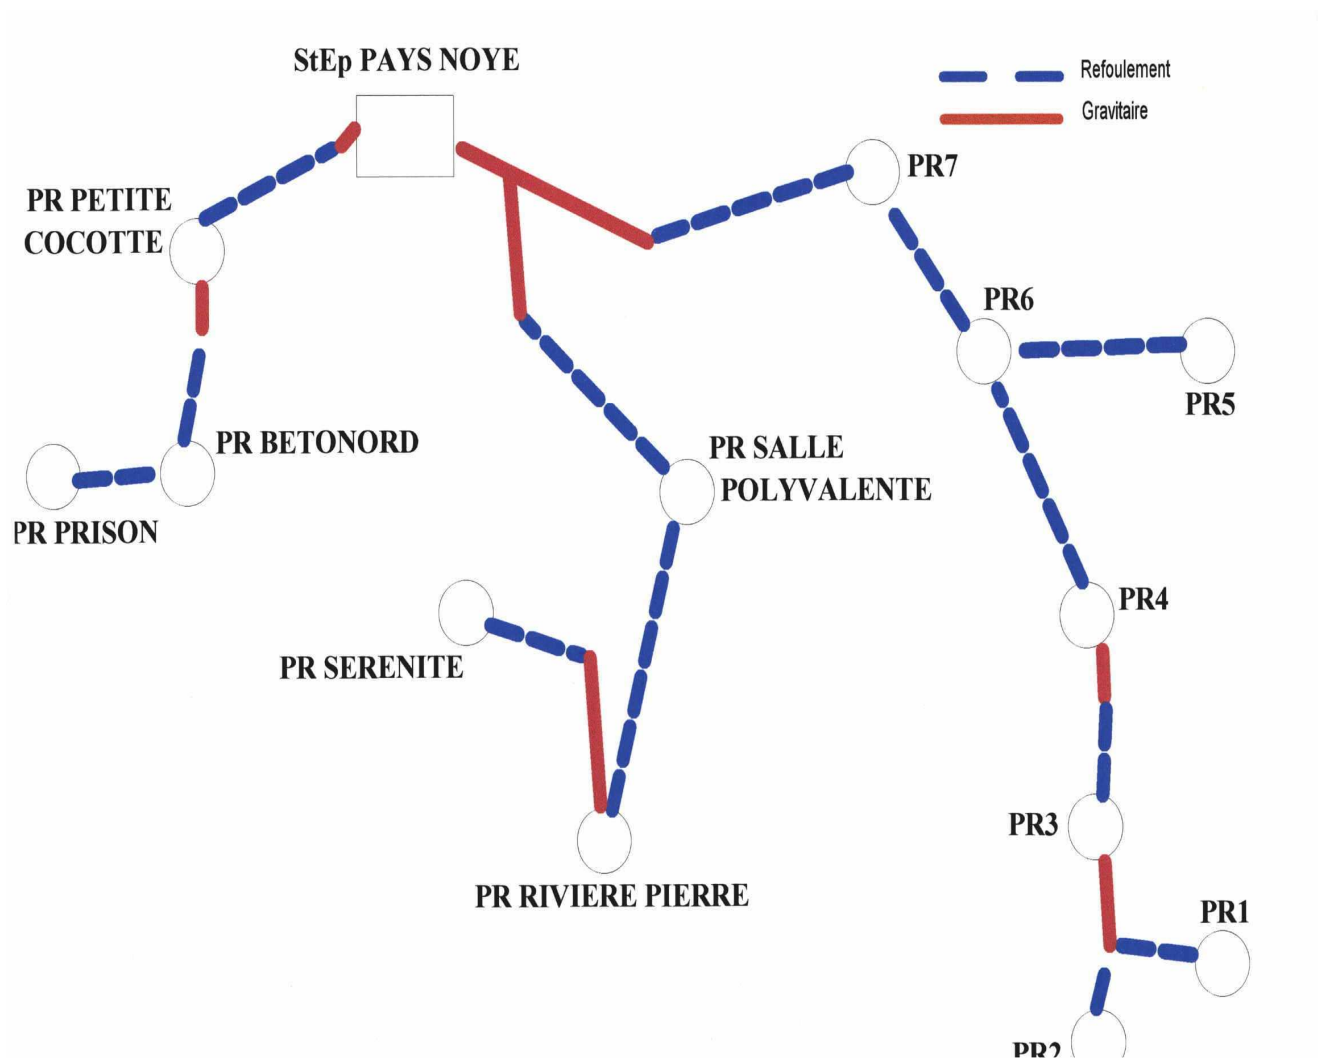 StEp PAYS NOYE
Refoulement
Gravitaire
PR7
PR PETITE
COCOTTE
PR6
PR5
PR BETONORD
PR SALLE
POLYVALENTE
PR PRISON
PR4
PR SERENITE
PR3
PR RIVIERE PIERRE
PR1
PR2